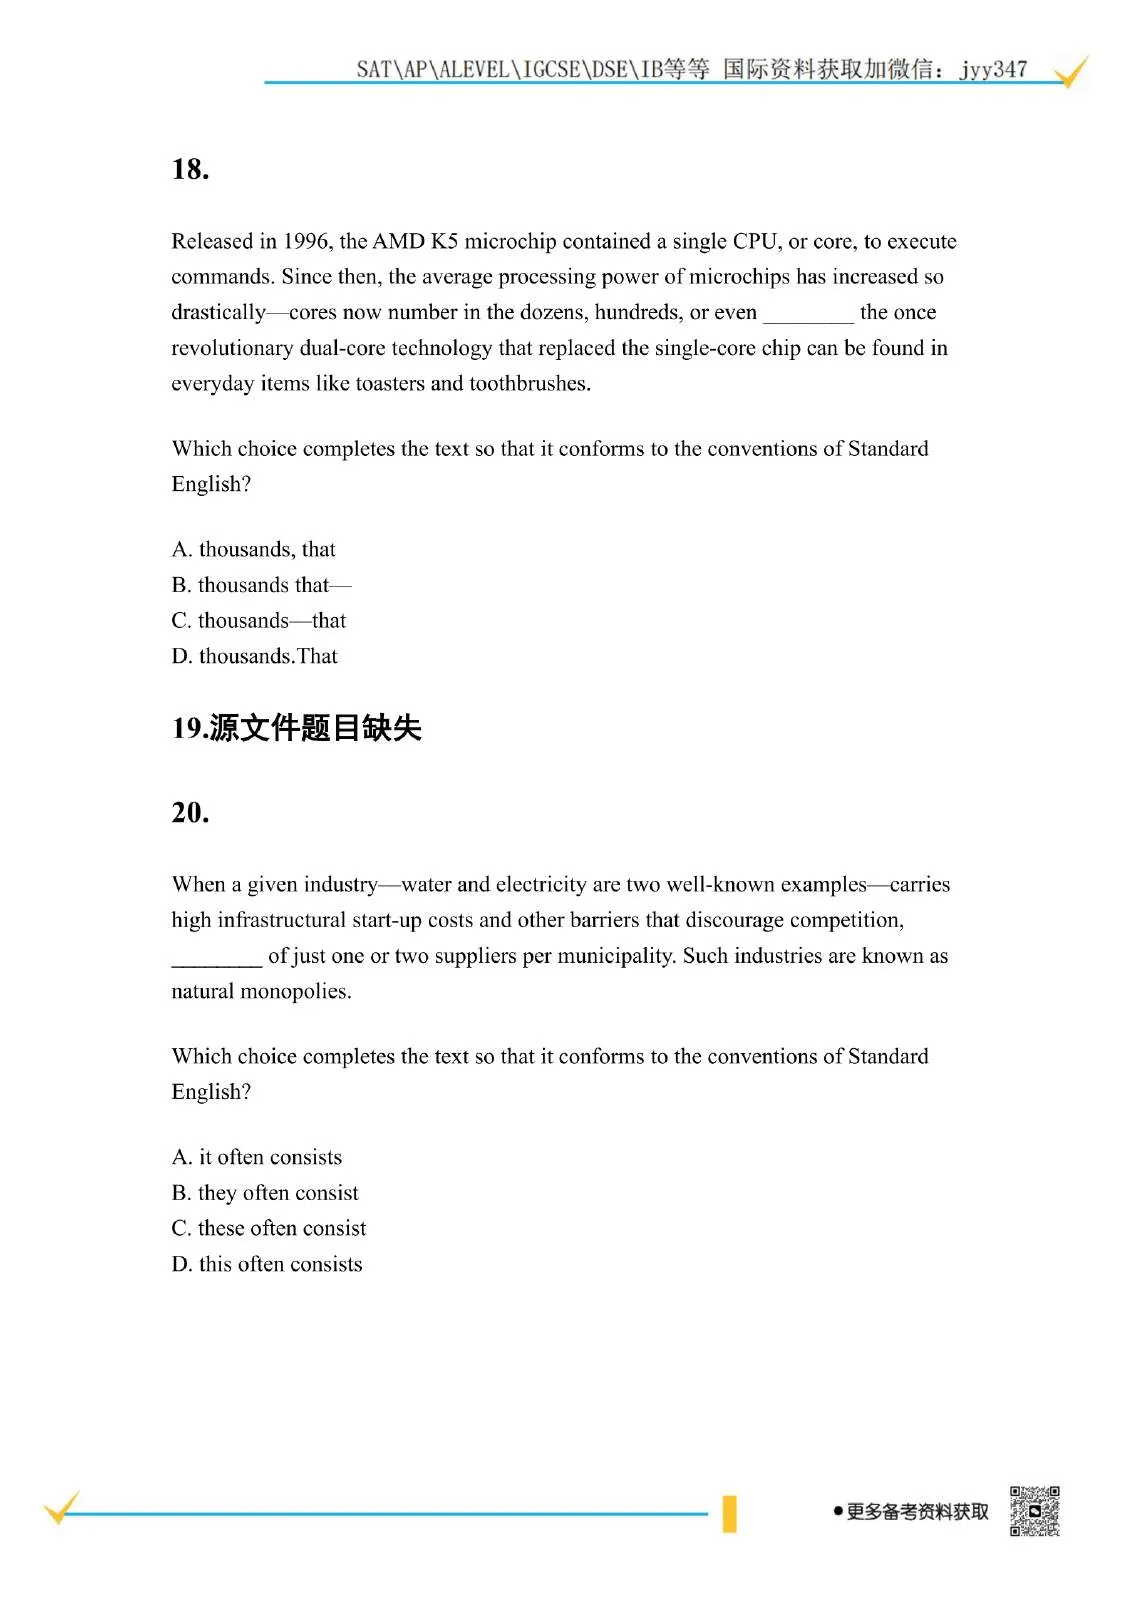 SAT\AP\ALEVEL\IGCSE\DSE\IB等等 国际资料获取加微信：jyy347
18.
Released in 1996, the AMD K5 microchip contained a single CPU, or core, to execute
commands. Since then, the average processing power of microchips has increased so
drastically—cores now number in the dozens, hundreds, or even ________ the once
revolutionary dual-core technology that replaced the single-core chip can be found in
everyday items like toasters and toothbrushes.
Which choice completes the text so that it conforms to the conventions of Standard
English?
A. thousands, that
B. thousands that—
C. thousands—that
D. thousands.That
19.源文件题目缺失
20.
When a given industry—water and electricity are two well-known examples—carries
high infrastructural start-up costs and other barriers that discourage competition,
________ of just one or two suppliers per municipality. Such industries are known as
natural monopolies.
Which choice completes the text so that it conforms to the conventions of Standard
English?
A. it often consists
B. they often consist
C. these often consist
D. this often consists
●更多备考资料获取